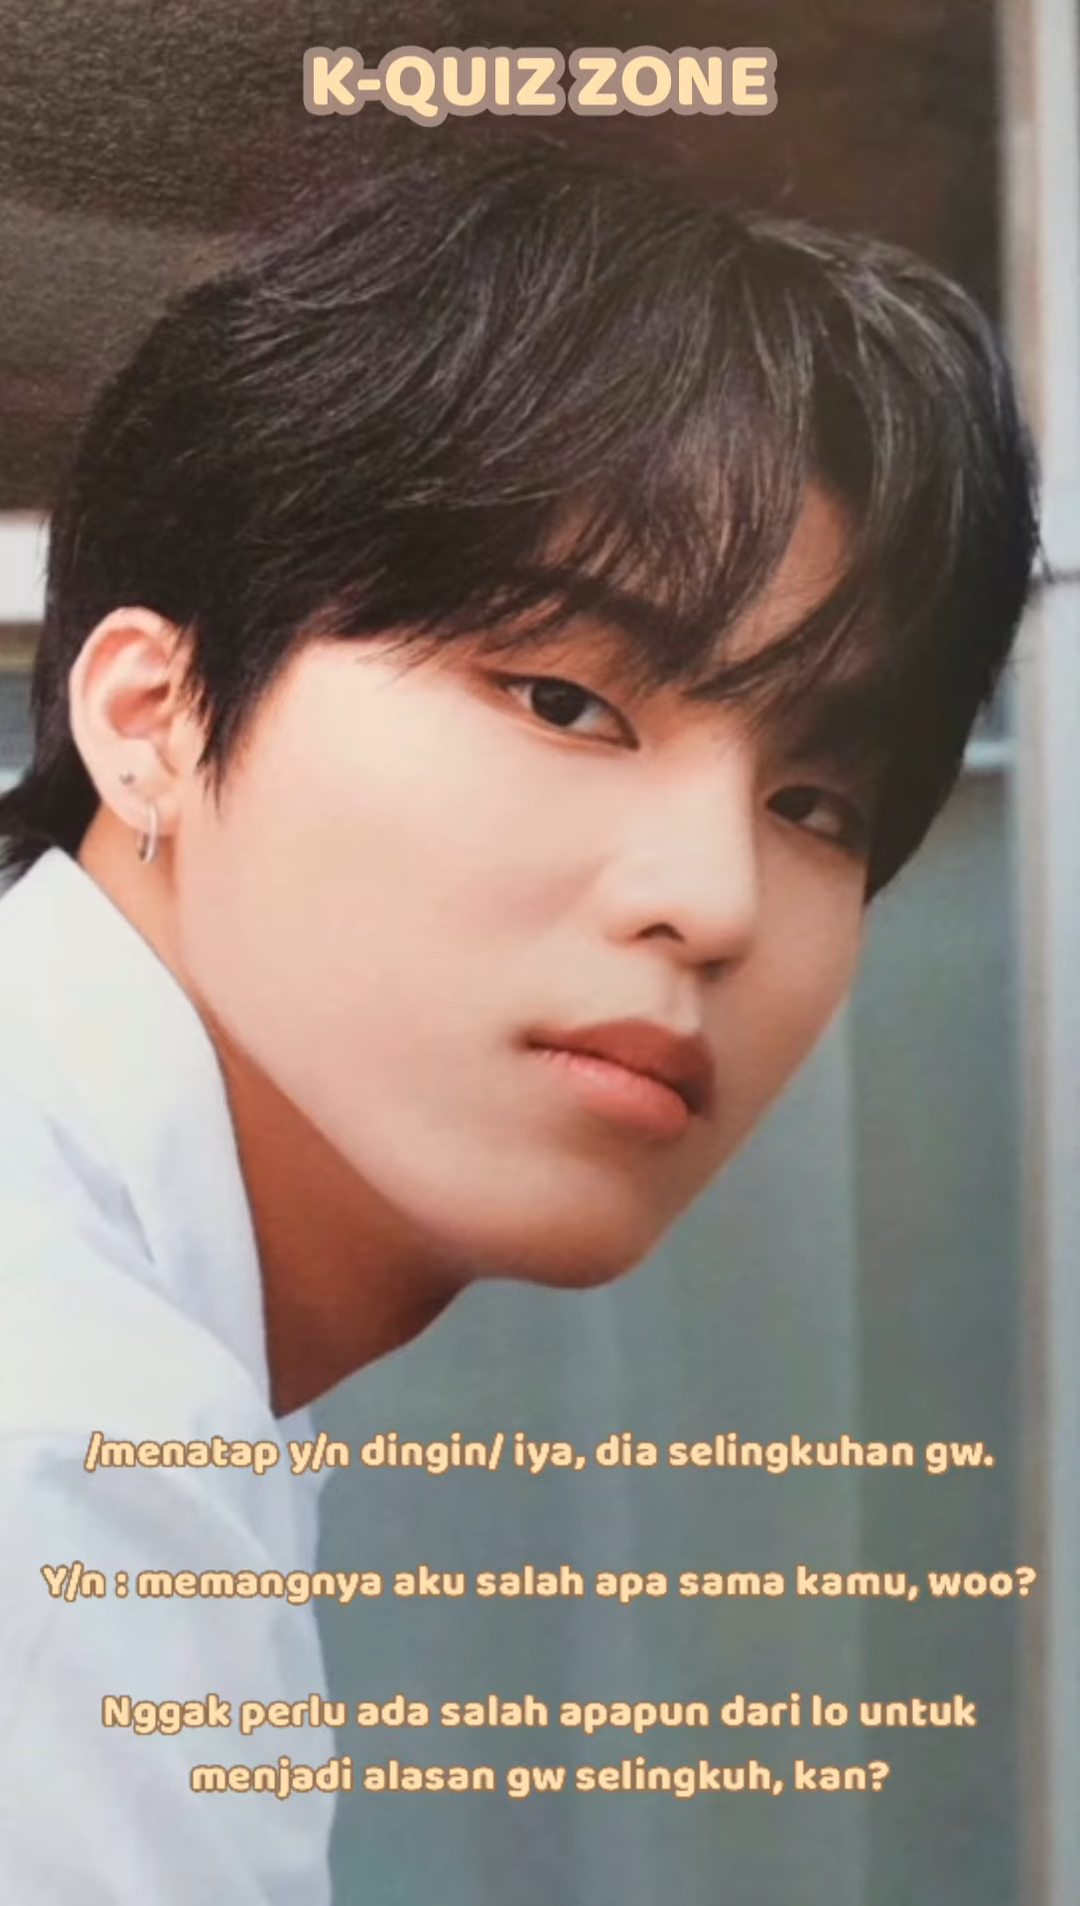 K-QUIZ ZONE
/menatap y/n dingin/ iya, dia selingkuhan gw.
Y/n : memangnya aku salah apa sama kamu, woo?
Nggak perlu ada salah apapun dari lo untuk
menjadi alasan gw selingkuh, kan?